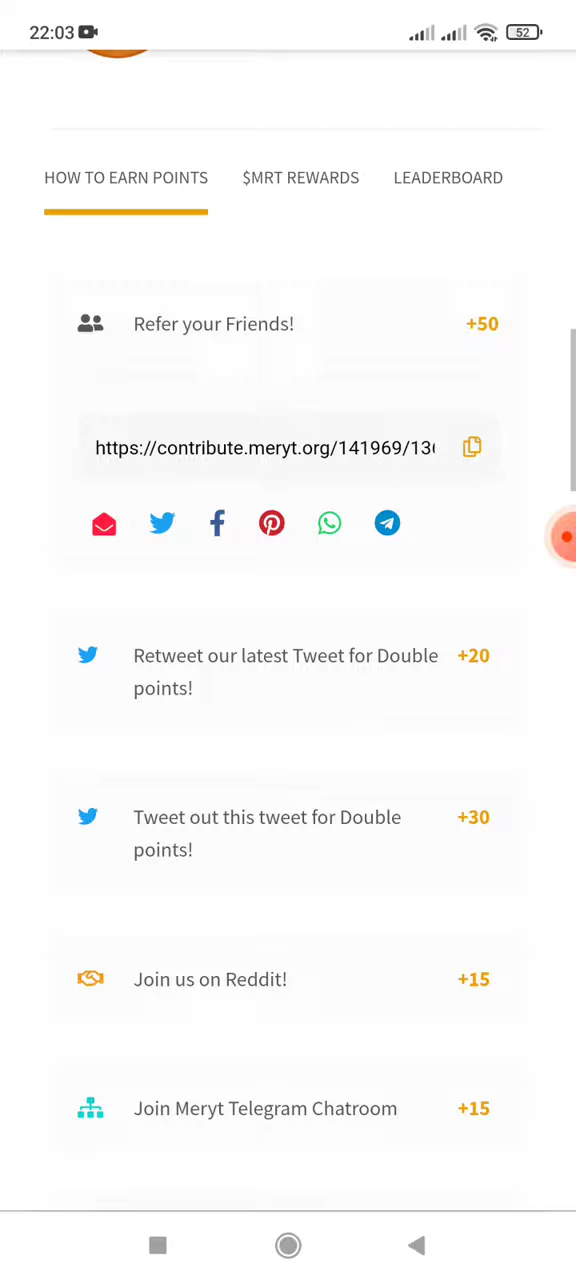 22:03
52
HOW TO EARN POINTS $MRT REWARDS LEADERBOARD
Refer your Friends! +50
https://contribute.meryt.org/141969/13
Retweet our latest Tweet for Double +20
points!
Tweet out this tweet for Double +30
points!
Join us on Reddit! +15
Join Meryt Telegram Chatroom +15